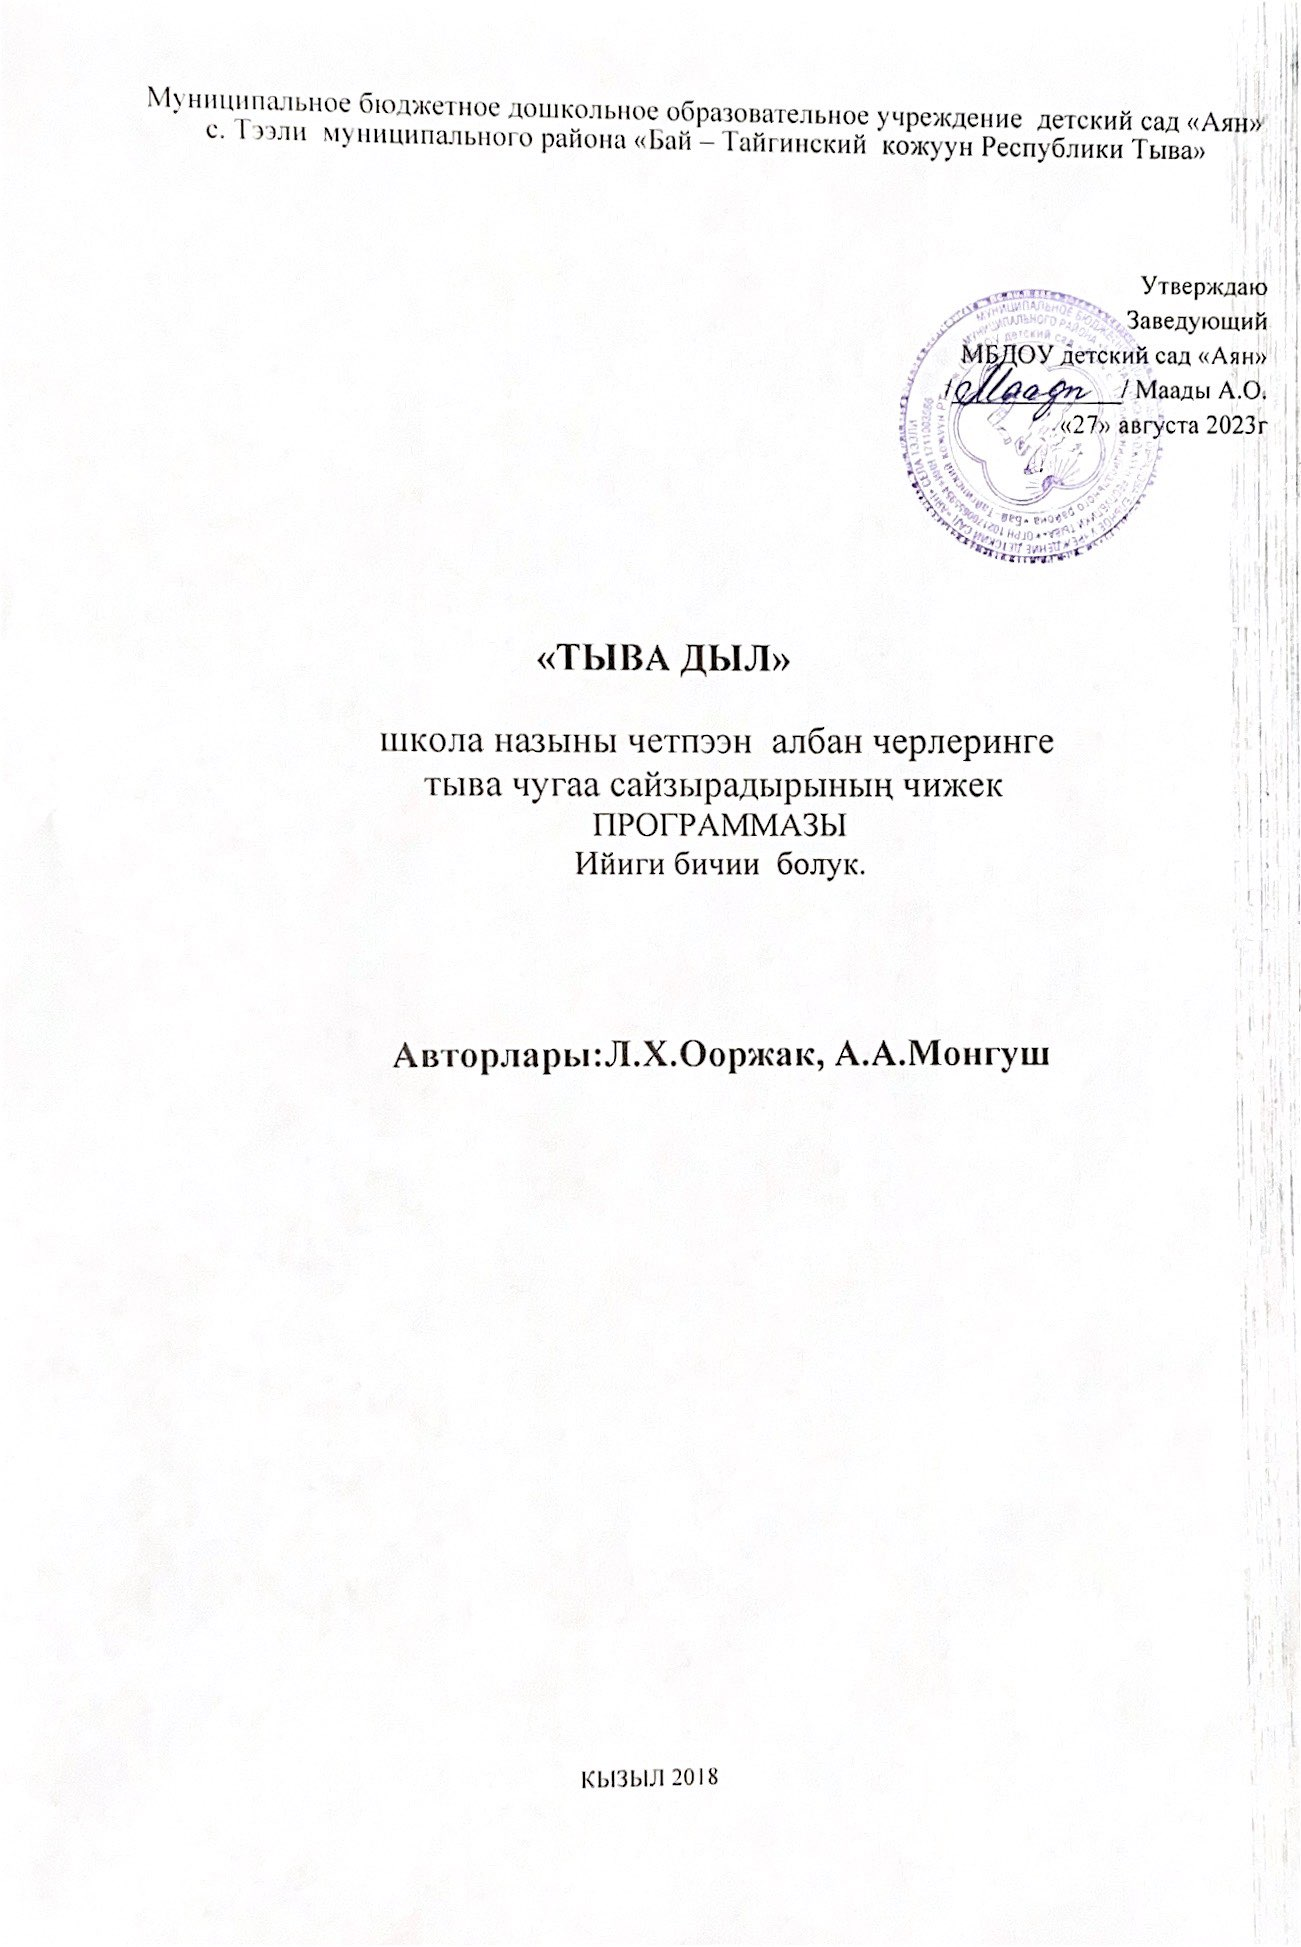 Муниципальное бюджетное дошкольное образовательное учреждение детский сад «Аян»
с. Тээли муниципального района «Бай – Тайгинский кожуун Республики Тыва»
Утверждаю
Заведующий
МБДОУ детский сад «Аян»
/Маады/ Маады А.О.
«27» августа 2023г
«ТЫВА ДЫЛ»
школа назыны четпээн албан черлеринге
тыва чугаа сайзырадырының чижек
ПРОГРАММАЗЫ
Ийиги бичии болук.
Авторлары:Л.Х.Ооржак, А.А.Монгуш
КЫЗЫЛ 2018